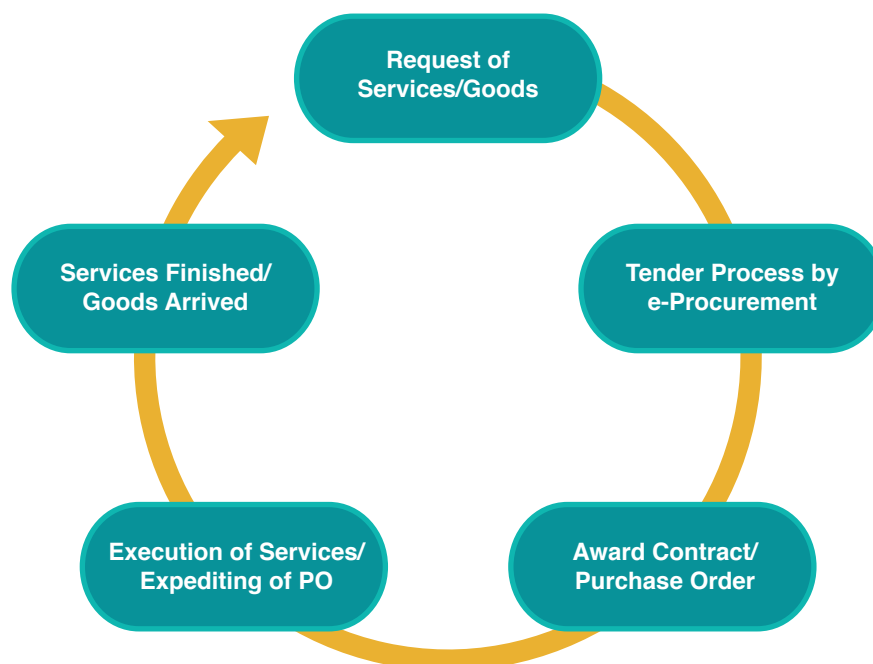 Request of
Services/Goods
Tender Process by
e-Procurement
Award Contract/
Purchase Order
Execution of Services/
Expediting of PO
Services Finished/
Goods Arrived